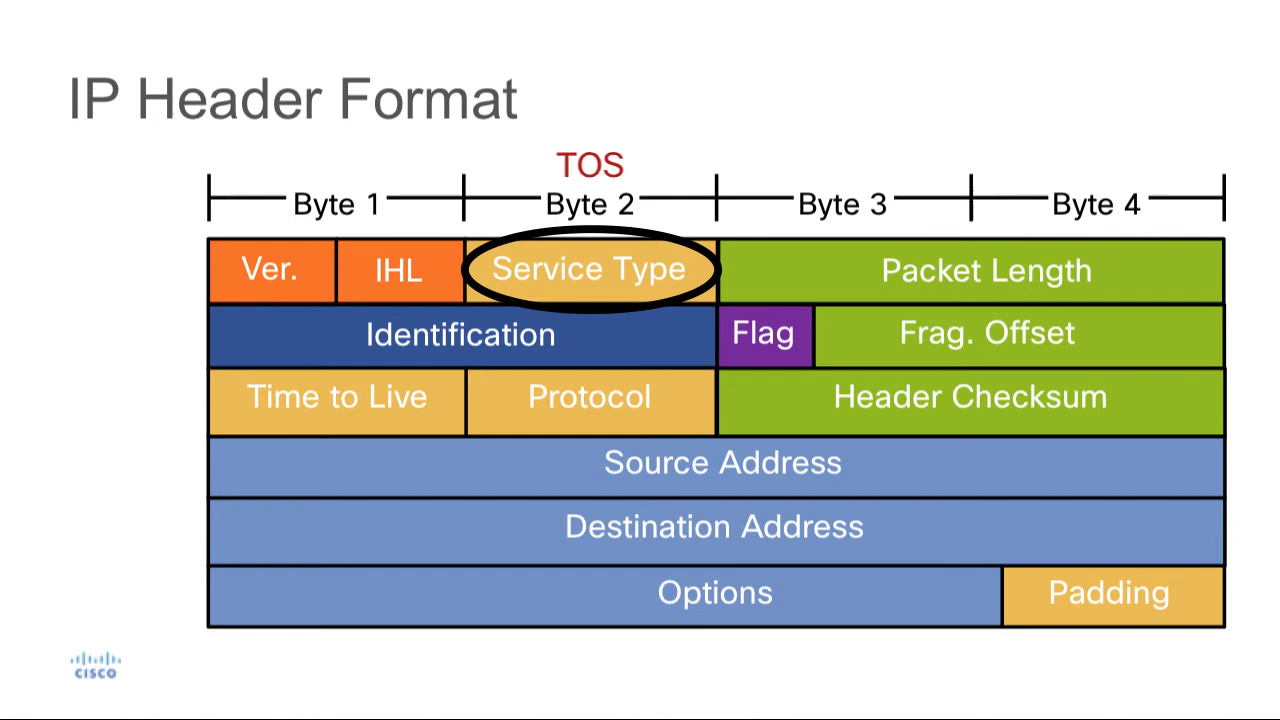 IP Header Format
TOS
Byte 1 Byte 2 Byte 3 Byte 4
Ver. IHL Service Type Packet Length
Identification Flag Frag. Offset
Time to Live Protocol Header Checksum
Source Address
Destination Address
Options Padding
CISCO